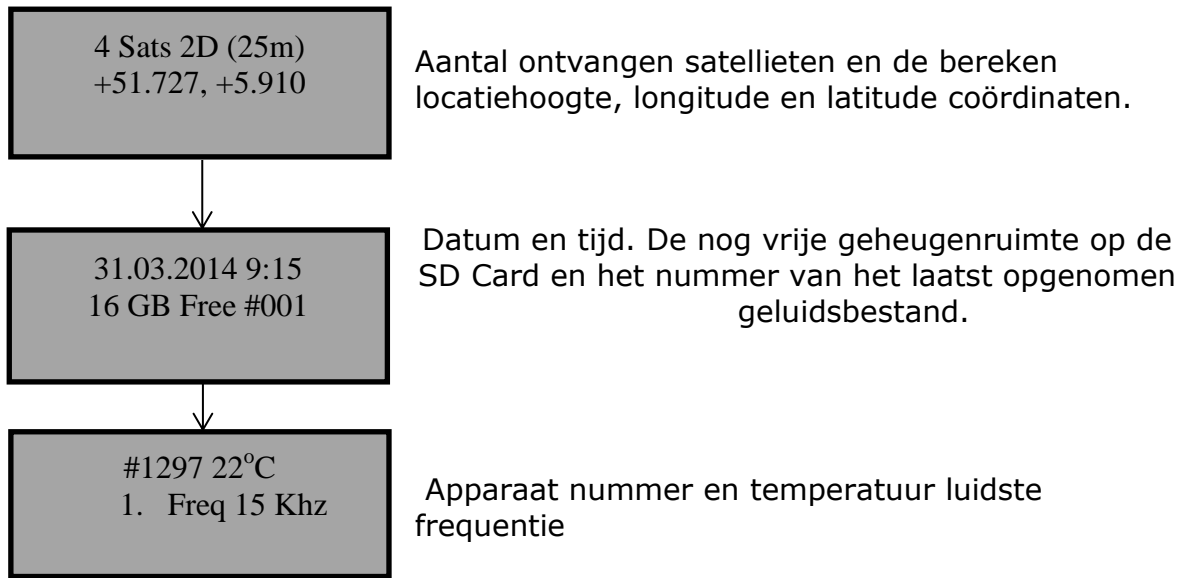 4 Sats 2D (25m)
+51.727, +5.910
Aantal ontvangen satellieten en de bereken
locatiehoogte, longitude en latitude coördinaten.
31.03.2014 9:15
16 GB Free #001
Datum en tijd. De nog vrije geheugenruimte op de
SD Card en het nummer van het laatst opgenomen
geluidsbestand.
#1297 22°C
1. Freq 15 Khz
Apparaat nummer en temperatuur luidste
frequentie